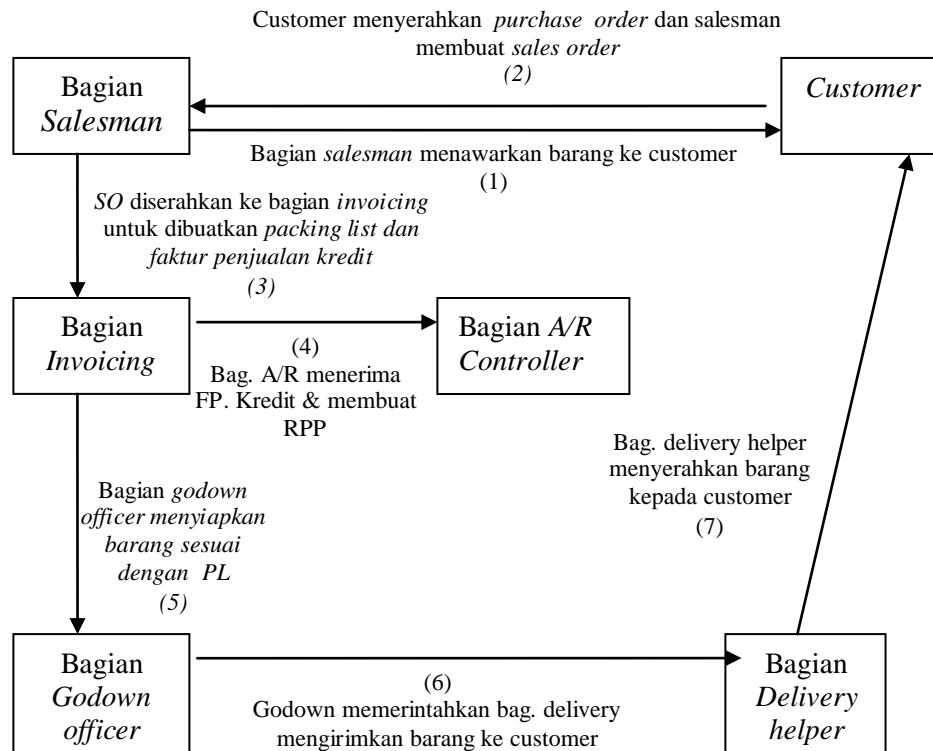 Customer menyerahkan purchase order dan salesman
membuat sales order
(2)
Bagian
Salesman
Customer
Bagian salesman menawarkan barang ke customer
(1)
SO diserahkan ke bagian invoicing
untuk dibuatkan packing list dan
faktur penjualan kredit
(3)
Bagian
Invoicing
(4)
Bag. A/R menerima
FP. Kredit & membuat
RPP
Bagian A/R
Controller
Bag. delivery helper
menyerahkan barang
kepada customer
(7)
Bagian godown
officer menyiapkan
barang sesuai
dengan PL
(5)
Bagian
Godown
officer
(6)
Godown memerintahkan bag. delivery
mengirimkan barang ke customer
Bagian
Delivery
helper